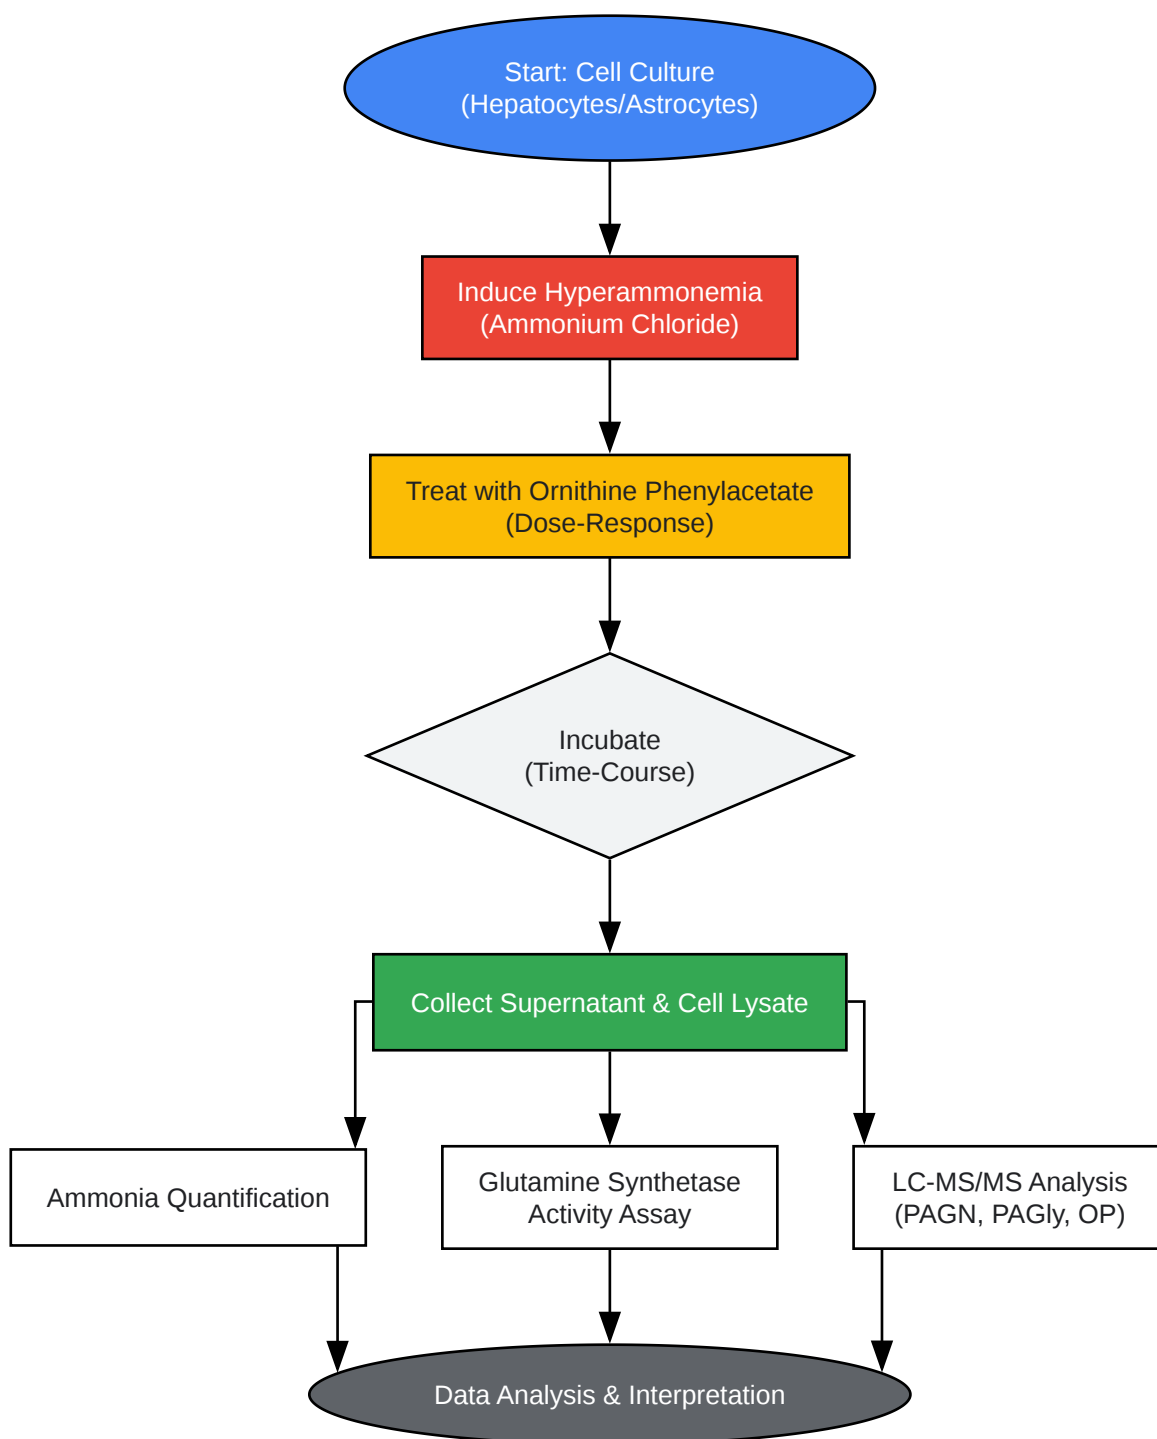 Start: Cell Culture
(Hepatocytes/Astrocytes)
Induce Hyperammonemia
(Ammonium Chloride)
Treat with Ornithine Phenylacetate
(Dose-Response)
Incubate
(Time-Course)
Collect Supernatant & Cell Lysate
Ammonia Quantification
Glutamine Synthetase
Activity Assay
LC-MS/MS Analysis
(PAGN, PAGly, OP)
Data Analysis & Interpretation